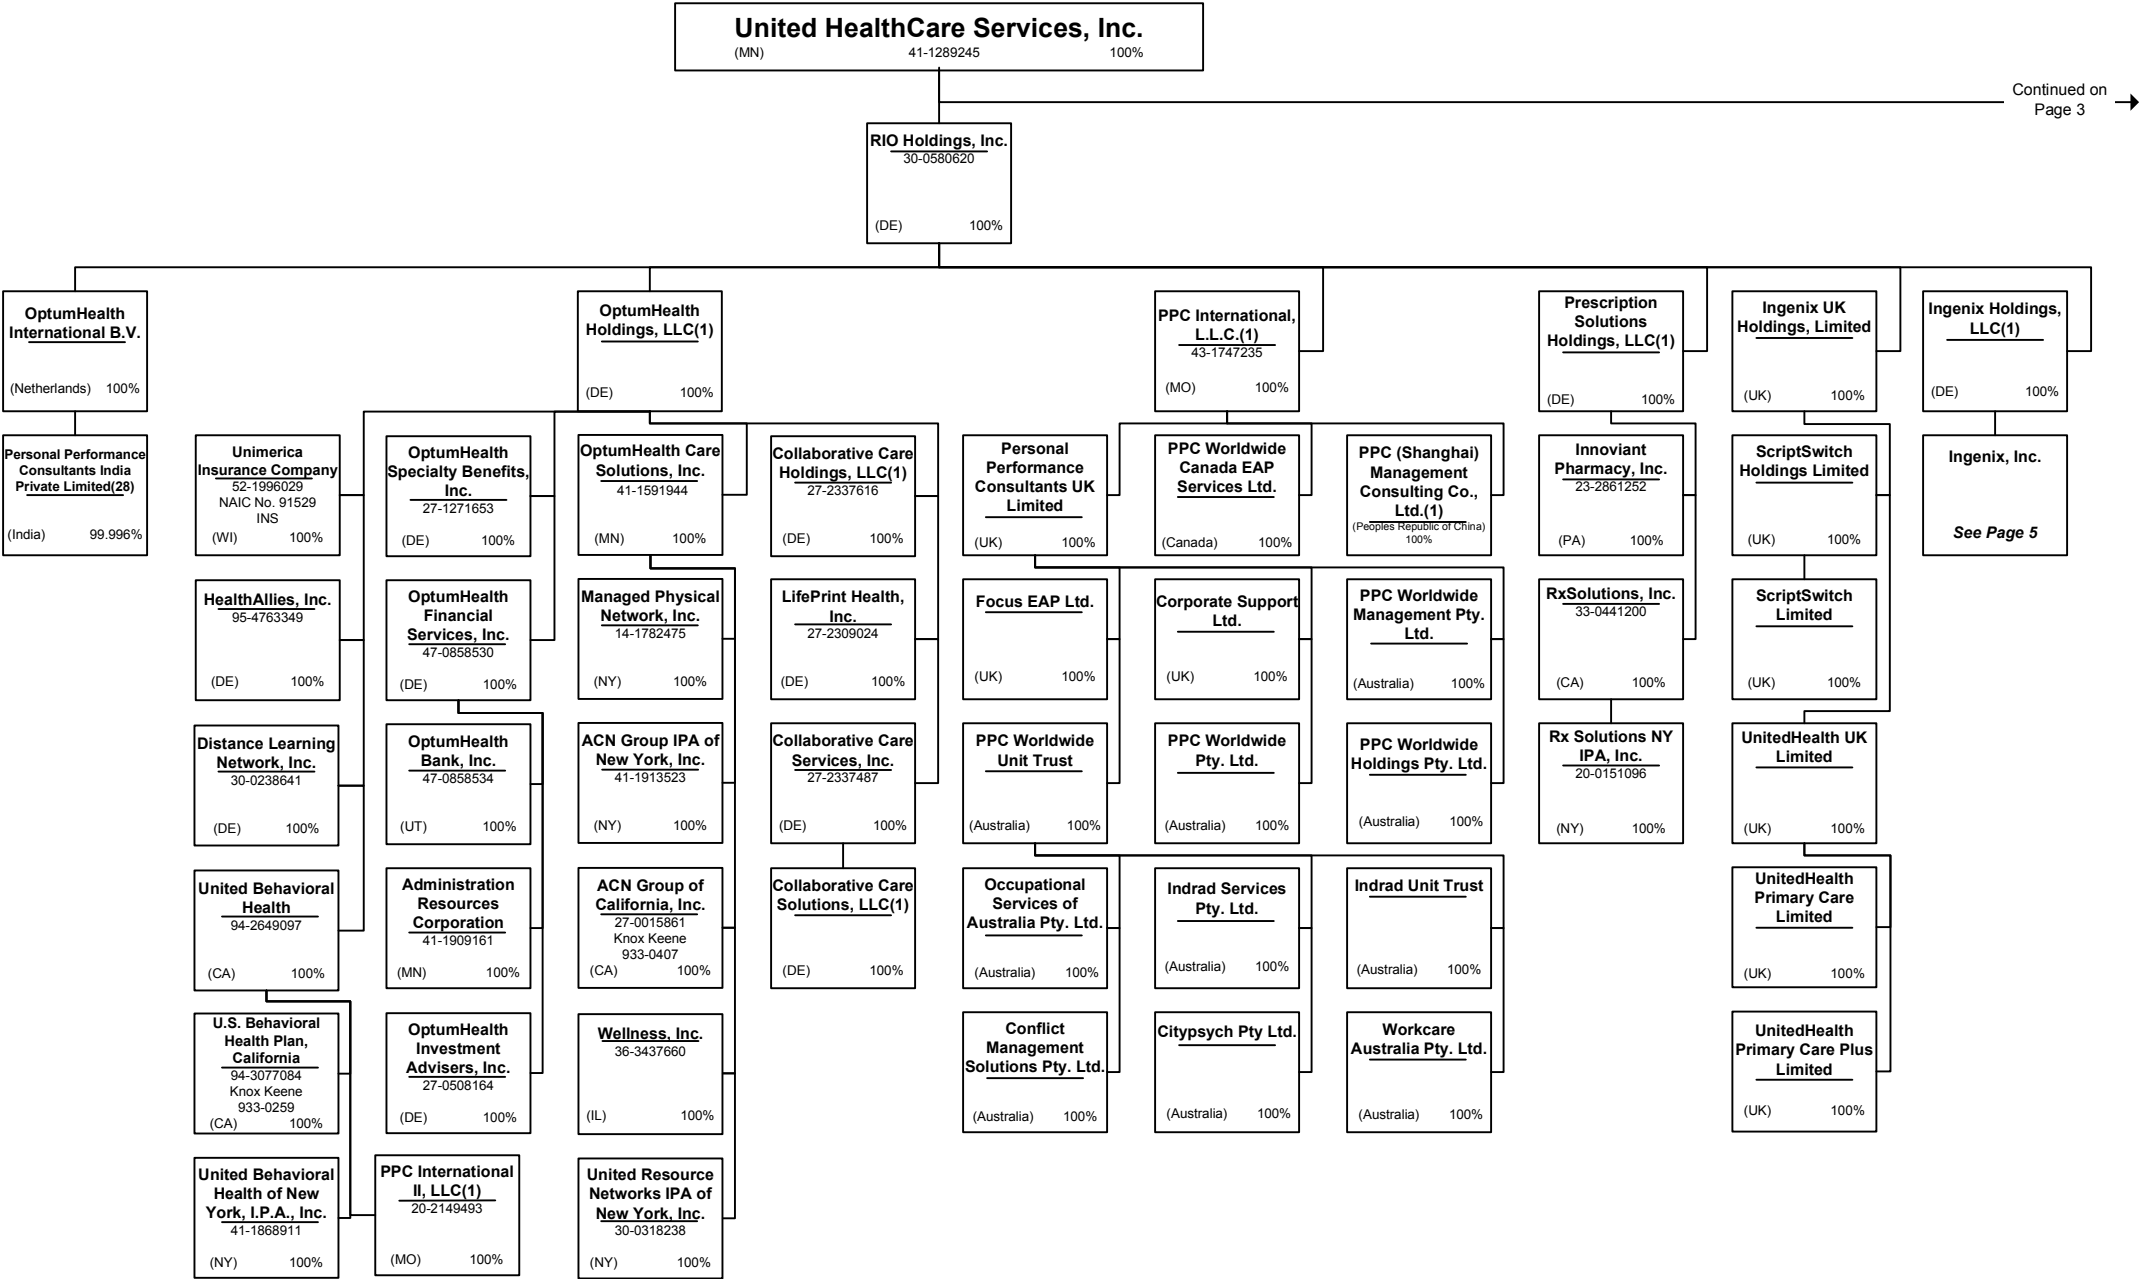 United HealthCare Services, Inc.
(MN) 41-1289245 100%
Continued on
Page 3
RIO Holdings, Inc.
30-0580620
(DE) 100%
OptumHealth
International B.V.
(Netherlands) 100%
OptumHealth
Holdings, LLC(1)
(DE) 100%
PPC International,
L.L.C.(1)
43-1747235
(MO) 100%
Prescription
Solutions
Holdings, LLC(1)
(DE) 100%
Ingenix UK
Holdings, Limited
(UK) 100%
Ingenix Holdings,
LLC(1)
(DE) 100%
Personal Performance
Consultants India
Private Limited(28)
(India) 99.996%
Unimerica
Insurance Company
52-1996029
NAIC No. 91529
INS
(WI) 100%
OptumHealth
Specialty Benefits,
Inc.
27-1271653
(DE) 100%
OptumHealth Care
Solutions, Inc.
41-1591944
(MN) 100%
Collaborative Care
Holdings, LLC(1)
27-2337616
(DE) 100%
Personal
Performance
Consultants UK
Limited
(UK) 100%
PPC Worldwide
Canada EAP
Services Ltd.
(Canada) 100%
PPC (Shanghai)
Management
Consulting Co.,
Ltd.(1)
(Peoples Republic of China)
100%
Innoviant
Pharmacy, Inc.
23-2861252
(PA) 100%
ScriptSwitch
Holdings Limited
(UK) 100%
Ingenix, Inc.
See Page 5
HealthAllies, Inc.
95-4763349
(DE) 100%
OptumHealth
Financial
Services, Inc.
47-0858530
(DE) 100%
Managed Physical
Network, Inc.
14-1782475
(NY) 100%
LifePrint Health,
Inc.
27-2309024
(DE) 100%
Focus EAP Ltd.
(UK) 100%
Corporate Support
Ltd.
(UK) 100%
PPC Worldwide
Management Pty.
Ltd.
(Australia) 100%
RxSolutions, Inc.
33-0441200
(CA) 100%
ScriptSwitch
Limited
(UK) 100%
Distance Learning
Network, Inc.
30-0238641
(DE) 100%
OptumHealth
Bank, Inc.
47-0858534
(UT) 100%
ACN Group IPA of
New York, Inc.
41-1913523
(NY) 100%
Collaborative Care
Services, Inc.
27-2337487
(DE) 100%
PPC Worldwide
Unit Trust
(Australia) 100%
PPC Worldwide
Pty. Ltd.
(Australia) 100%
PPC Worldwide
Holdings Pty. Ltd.
(Australia) 100%
Rx Solutions NY
IPA, Inc.
20-0151096
(NY) 100%
UnitedHealth UK
Limited
(UK) 100%
United Behavioral
Health
94-2649097
(CA) 100%
Administration
Resources
Corporation
41-1909161
(MN) 100%
ACN Group of
California, Inc.
27-0015861
Knox Keene
933-0407
(CA) 100%
Collaborative Care
Solutions, LLC(1)
(DE) 100%
Occupational
Services of
Australia Pty. Ltd.
(Australia) 100%
Indrad Services
Pty. Ltd.
(Australia) 100%
Indrad Unit Trust
(Australia) 100%
UnitedHealth
Primary Care
Limited
(UK) 100%
U.S. Behavioral
Health Plan,
California
94-3077084
Knox Keene
933-0259
(CA) 100%
OptumHealth
Investment
Advisers, Inc.
27-0508164
(DE) 100%
Wellness, Inc.
36-3437660
(IL) 100%
Conflict
Management
Solutions Pty. Ltd.
(Australia) 100%
Citypsych Pty Ltd.
(Australia) 100%
Workcare
Australia Pty. Ltd.
(Australia) 100%
UnitedHealth
Primary Care Plus
Limited
(UK) 100%
United Behavioral
Health of New
York, I.P.A., Inc.
41-1868911
(NY) 100%
PPC International
II, LLC(1)
20-2149493
(MO) 100%
United Resource
Networks IPA of
New York, Inc.
30-0318238
(NY) 100%